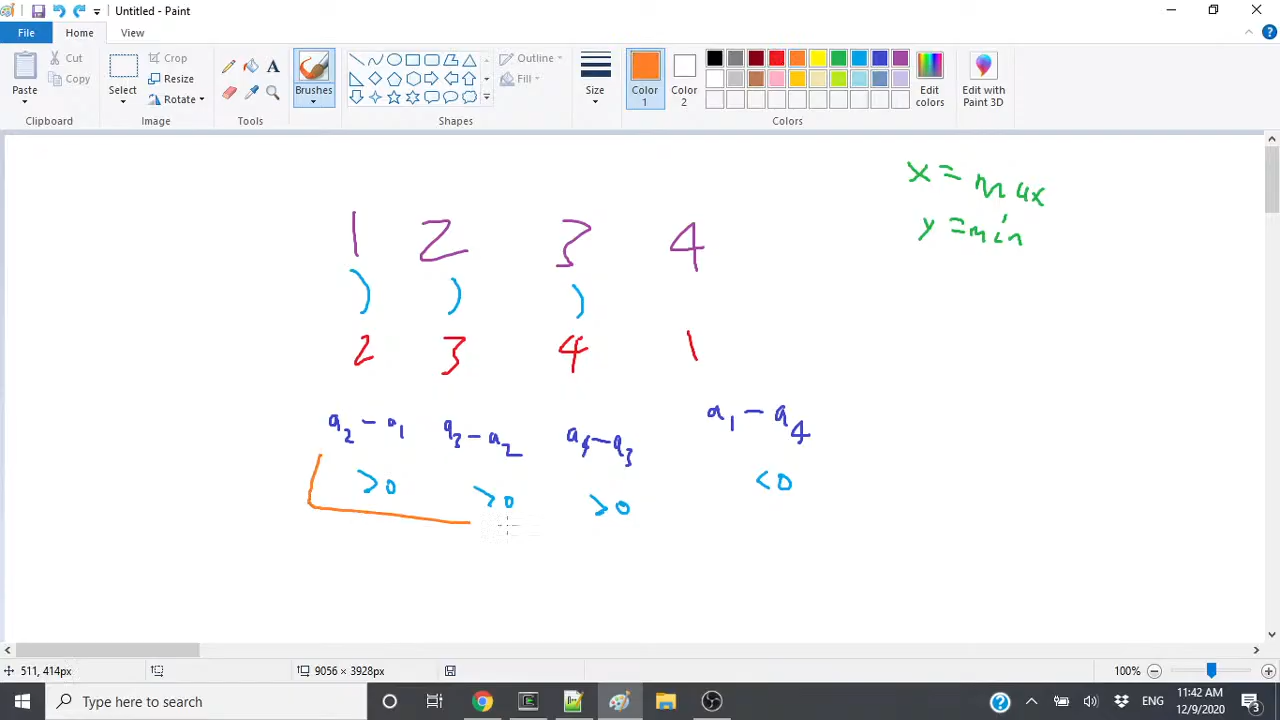 Untitled - Paint
File Home View
Paste
Cut
Copy
Clipboard
Select
Crop
Resize
Rotate
Image
A
Tools
Brushes
Outline
Fill
Shapes
Size
Color 1
Color 2
Edit colors
Colors
Edit with Paint 3D
x = max
y = min
1 2 3 4
) ) )
2 3 4 1
a2 - a1 a3 - a2 a4 - a3 a1 - a4
>0 >0 >0 <0
511, 414px 9056 × 3928px 100%
Type here to search
ENG 11:42 AM
12/9/2020
3